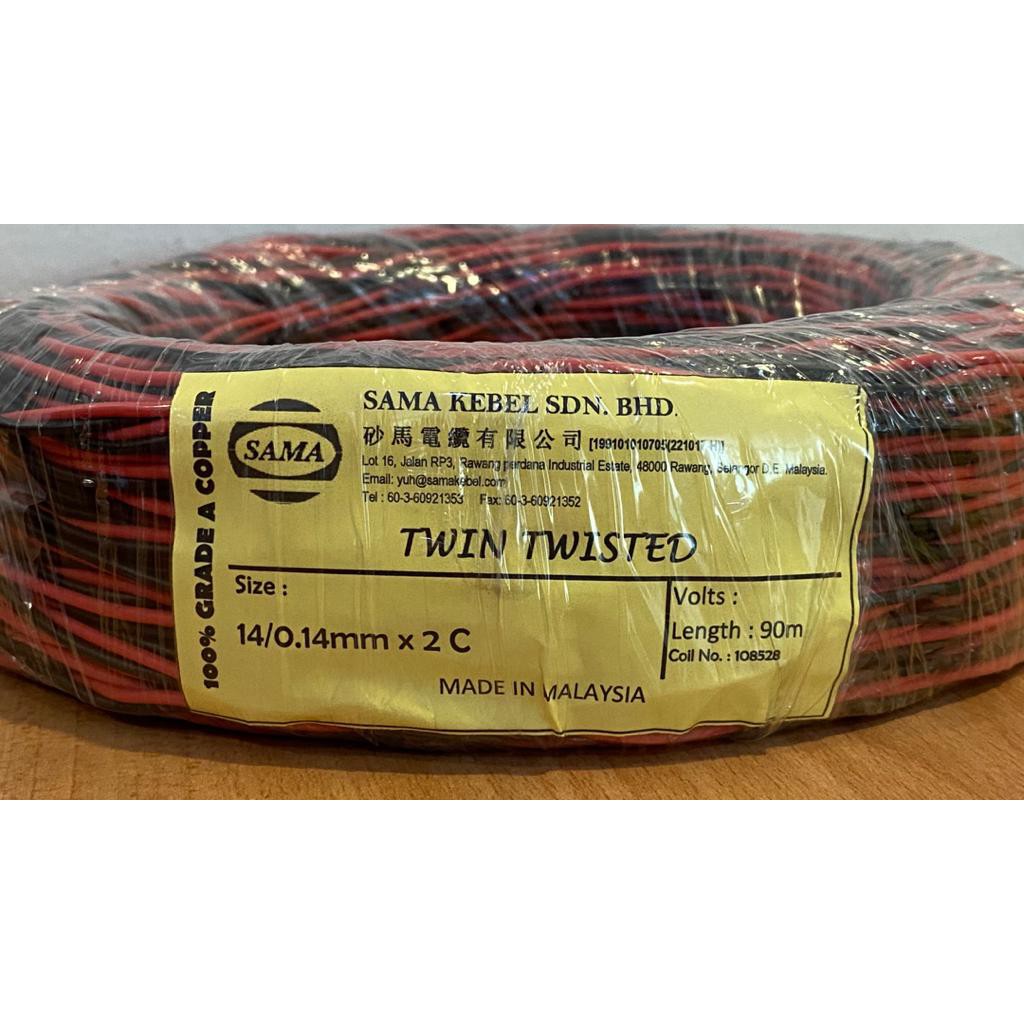 100% GRADE A COPPER
SAMA
SAMA KEBEL SDN. BHD.
砂馬電纜有限公司
Lot 16, Jalan RP3, Rawang perdana Industrial Estate, 48000 Rawang, Selangor D.E. Malaysia.
Email: yuh@samakebel.com
Tel : 60-3-60921353 Fax: 60-3-60921352
TWIN TWISTED
Size :
14/0.14mm x 2 C
Volts :
Length : 90m
Coil No. : 108528
MADE IN MALAYSIA